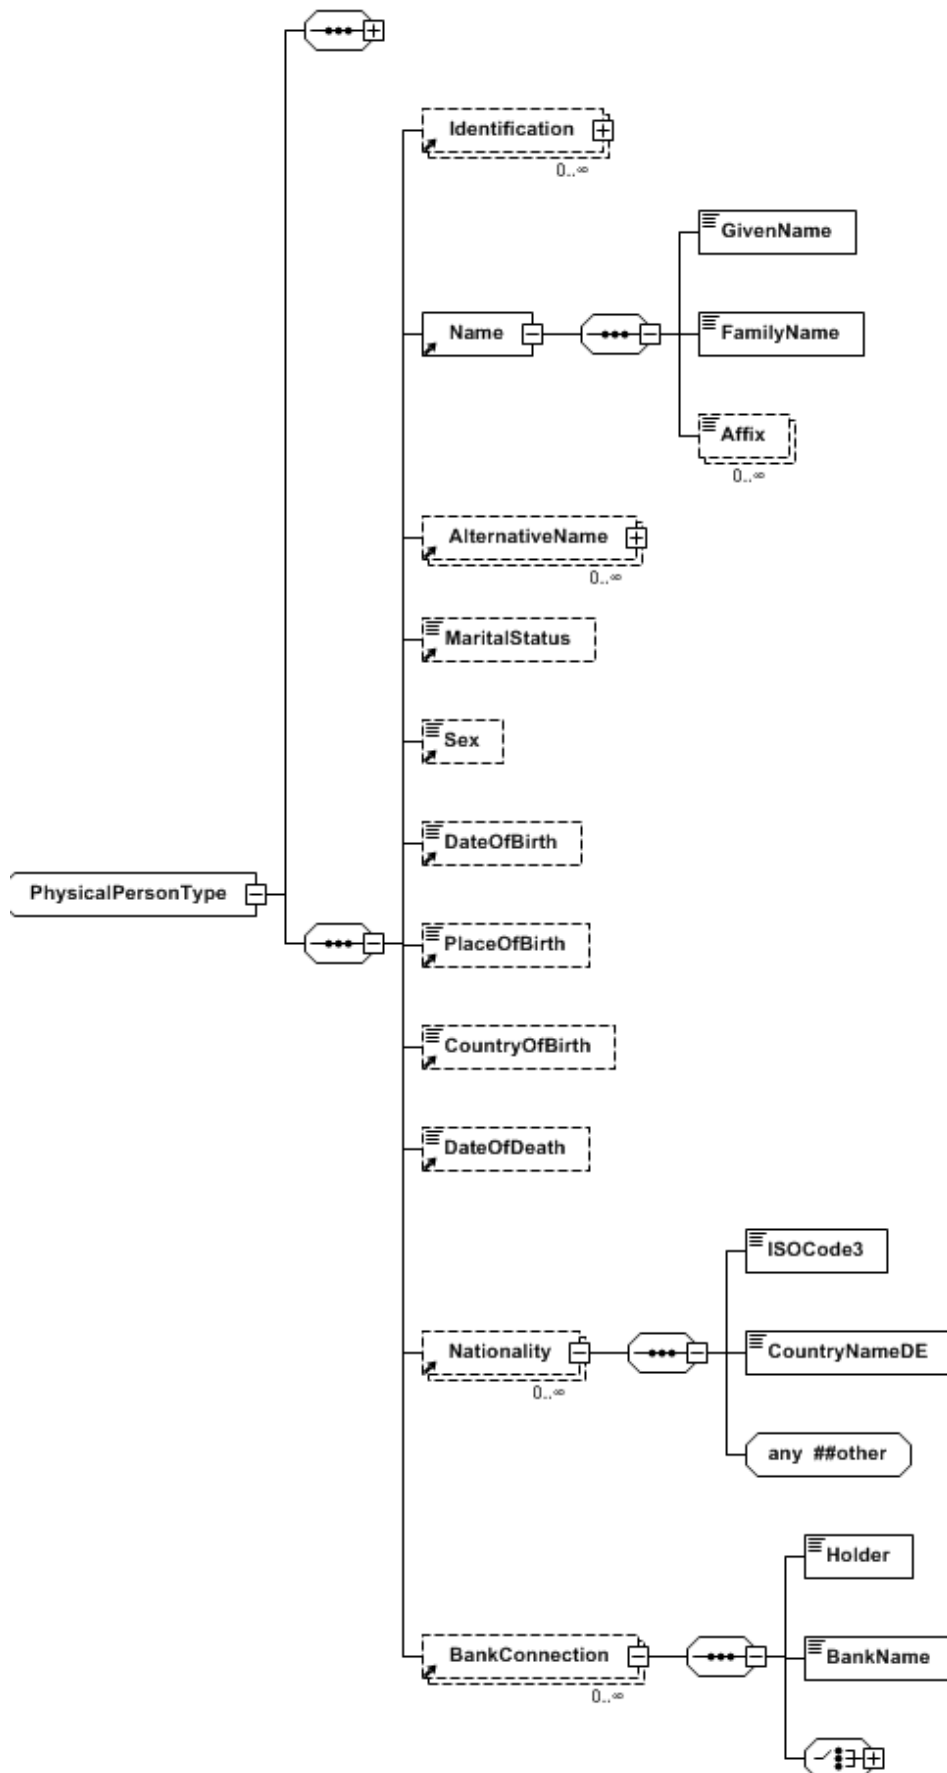 Identification
0..∞
GivenName
Name
FamilyName
Affix
0..∞
AlternativeName
0..∞
MaritalStatus
Sex
DateOfBirth
PhysicalPersonType
PlaceOfBirth
CountryOfBirth
DateOfDeath
ISOCode3
Nationality
0..∞
CountryNameDE
any ##other
Holder
BankConnection
0..∞
BankName